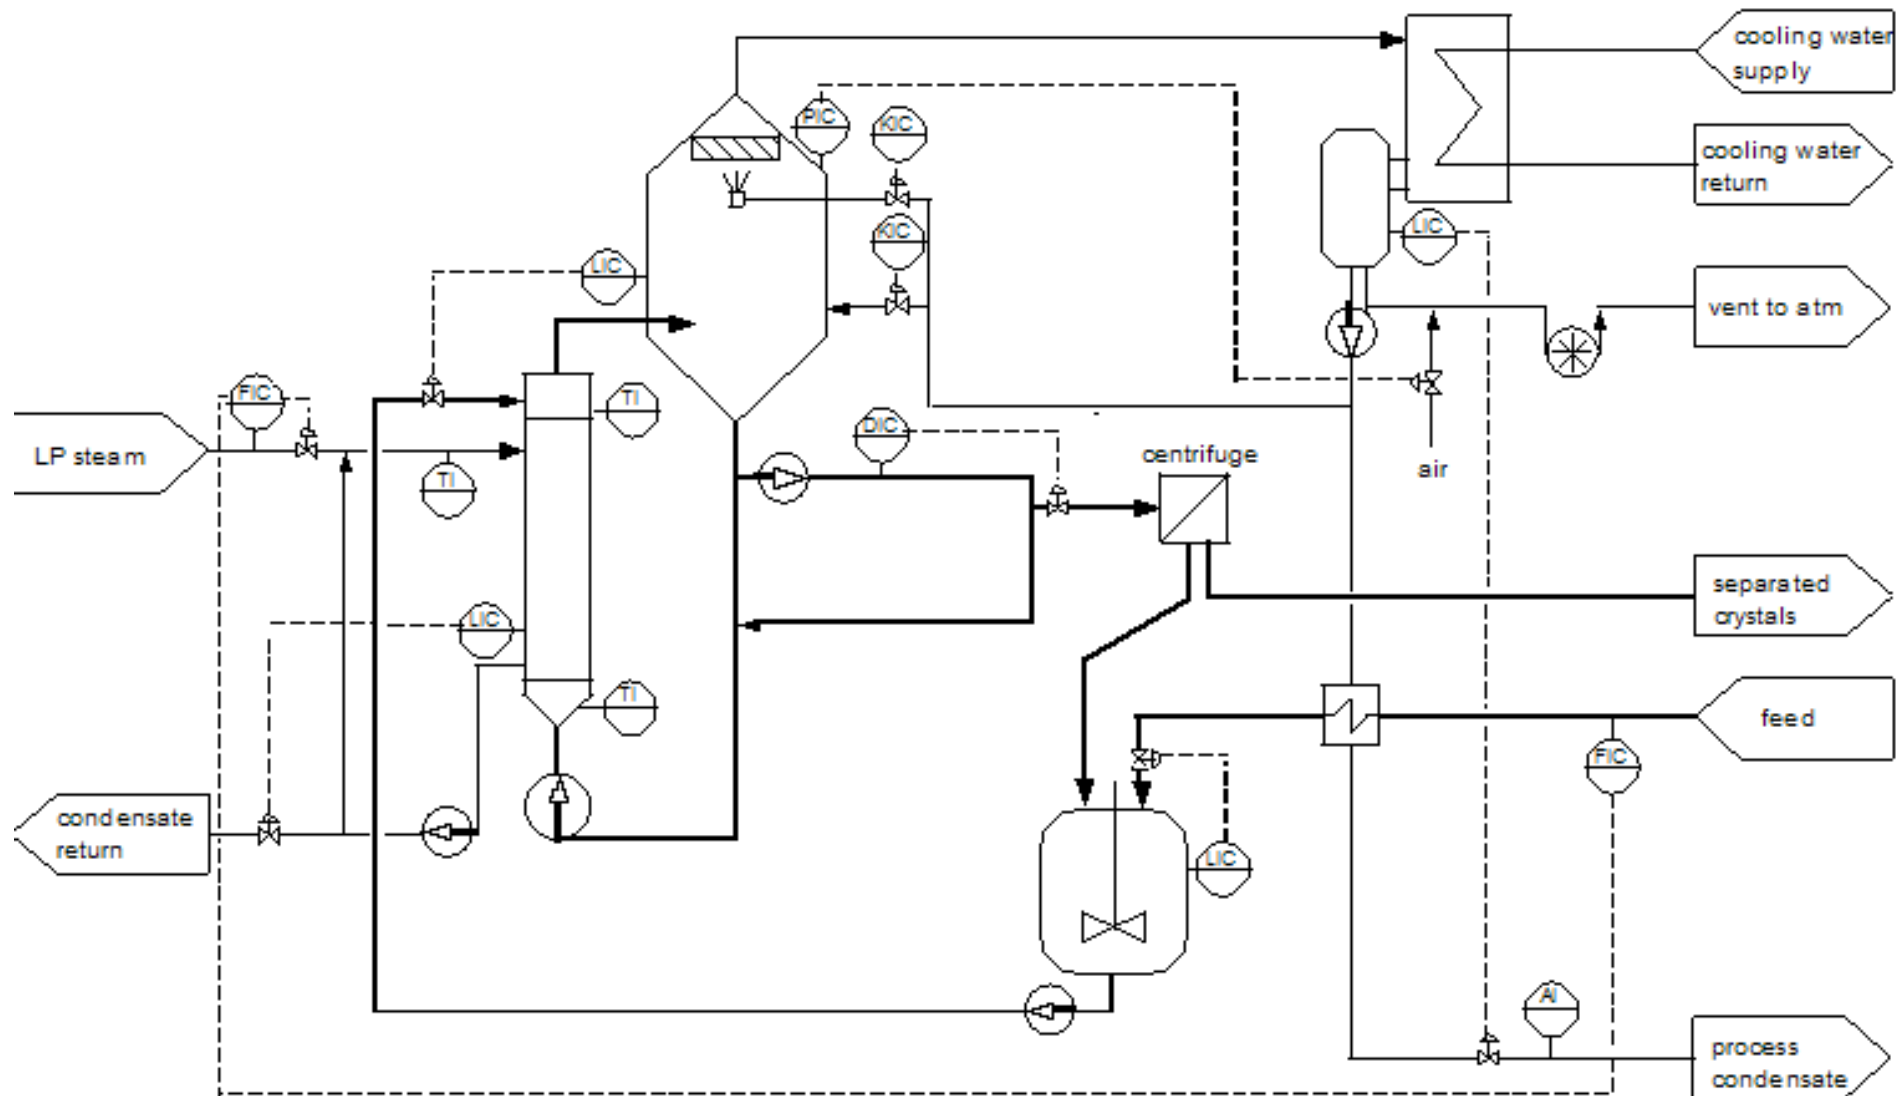 cooling water
supply
PIC
KIC
cooling water
return
LIC
KIC
LIC
vent to atm
FIC
TI
DIC
LP steam
centrifuge
air
TI
separated
crystals
LIC
TI
feed
FIC
condensate
return
LIC
AI
process
condensate